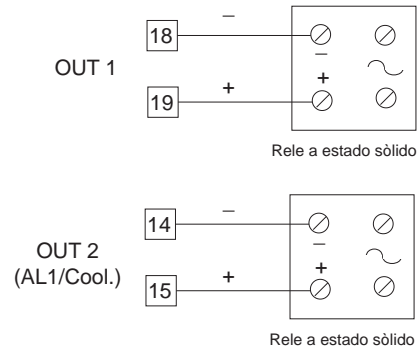 18
–
–
OUT 1
+
19
+
Rele a estado sòlido
14
–
–
OUT 2
(AL1/Cool.)
+
15
+
Rele a estado sòlido